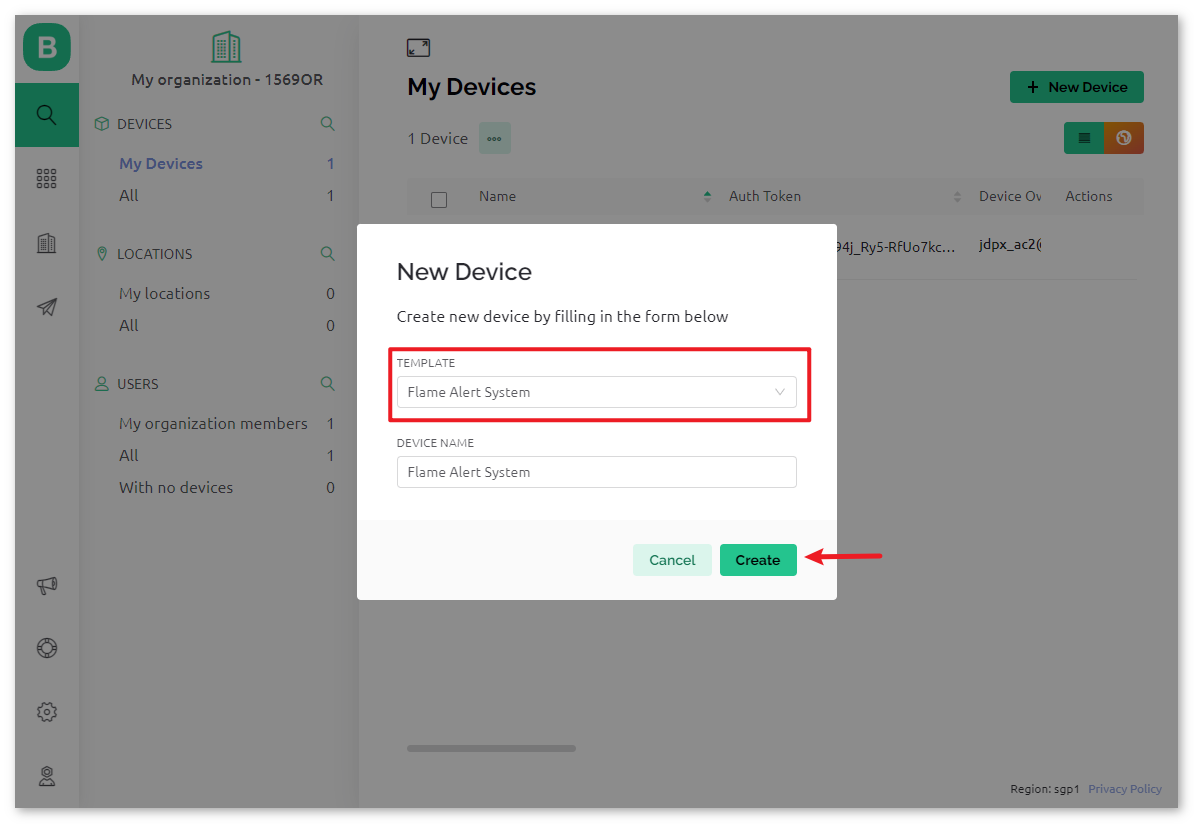 B
My organization - 1569OR
DEVICES
My Devices 1
All 1
LOCATIONS
My locations 0
All 0
USERS
My organization members 1
All 1
With no devices 0
My Devices
+ New Device
1 Device
Name Auth Token Device Ov Actions
94j_Ry5-RfUo7kc... jdpx_ac2(
New Device
Create new device by filling in the form below
TEMPLATE
Flame Alert System
DEVICE NAME
Flame Alert System
Cancel Create
Region: sgp1 Privacy Policy